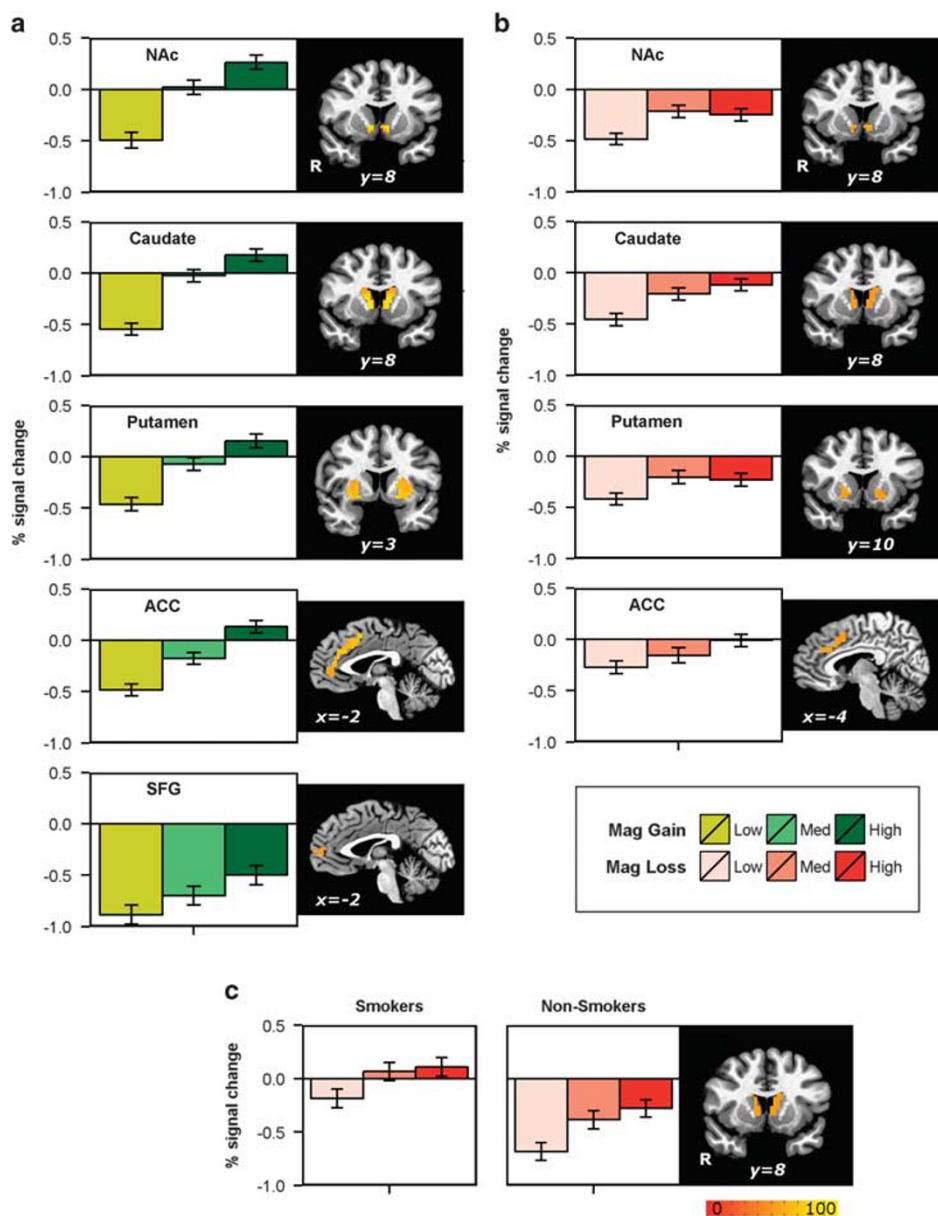 a
NAc
0.5
0.0
-0.5
-1.0
R
y=8
Caudate
0.5
0.0
-0.5
-1.0
y=8
Putamen
0.5
0.0
-0.5
-1.0
y=3
ACC
0.5
0.0
-0.5
-1.0
x=-2
SFG
0.5
0.0
-0.5
-1.0
x=-2
% signal change
b
NAc
0.5
0.0
-0.5
-1.0
R
y=8
Caudate
0.5
0.0
-0.5
-1.0
y=8
Putamen
0.5
0.0
-0.5
-1.0
y=10
ACC
0.5
0.0
-0.5
-1.0
x=-4
% signal change
Mag Gain Low Med High
Mag Loss Low Med High
c
Smokers
Non-Smokers
0.5
0.0
-0.5
-1.0
% signal change
R
y=8
0 100